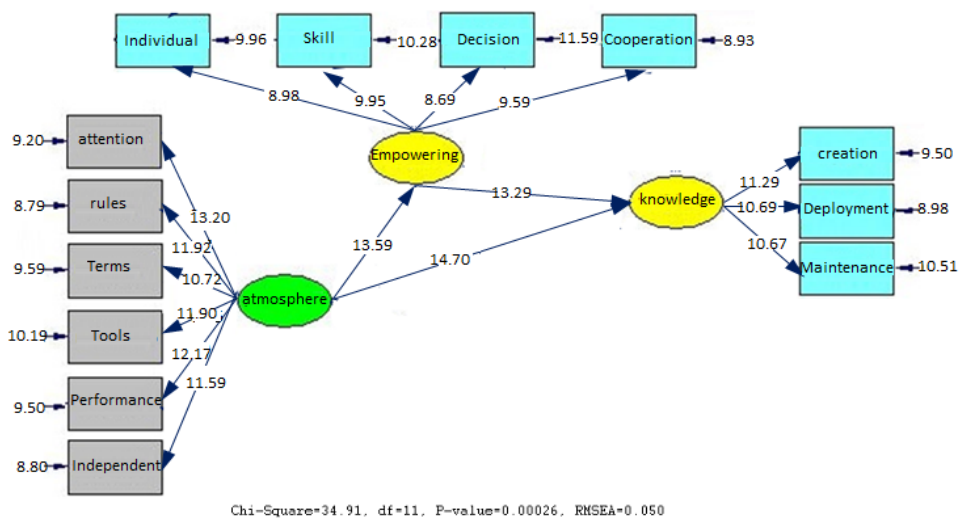 Individual
9.96
Skill
10.28
Decision
11.59
Cooperation
8.93
8.98
9.95
8.69
9.59
9.20
attention
Empowering
creation
9.50
13.20
13.29
11.29
8.79
rules
knowledge
10.69
Deployment
8.98
11.92
13.59
10.67
9.59
Terms
10.72
14.70
Maintenance
10.51
atmosphere
11.90
10.19
Tools
12.17
11.59
9.50
Performance
8.80
Independent
Chi-Square=34.91, df=11, P-value=0.00026, RMSEA=0.050